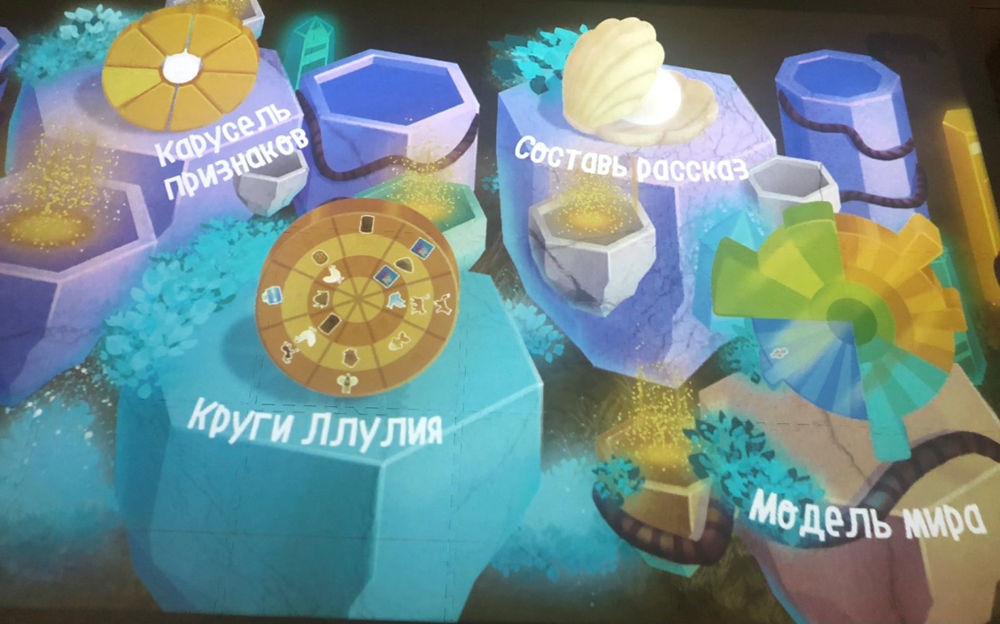 Карусель
признаков
Составь рассказ
Круги Ллулия
Модель мира